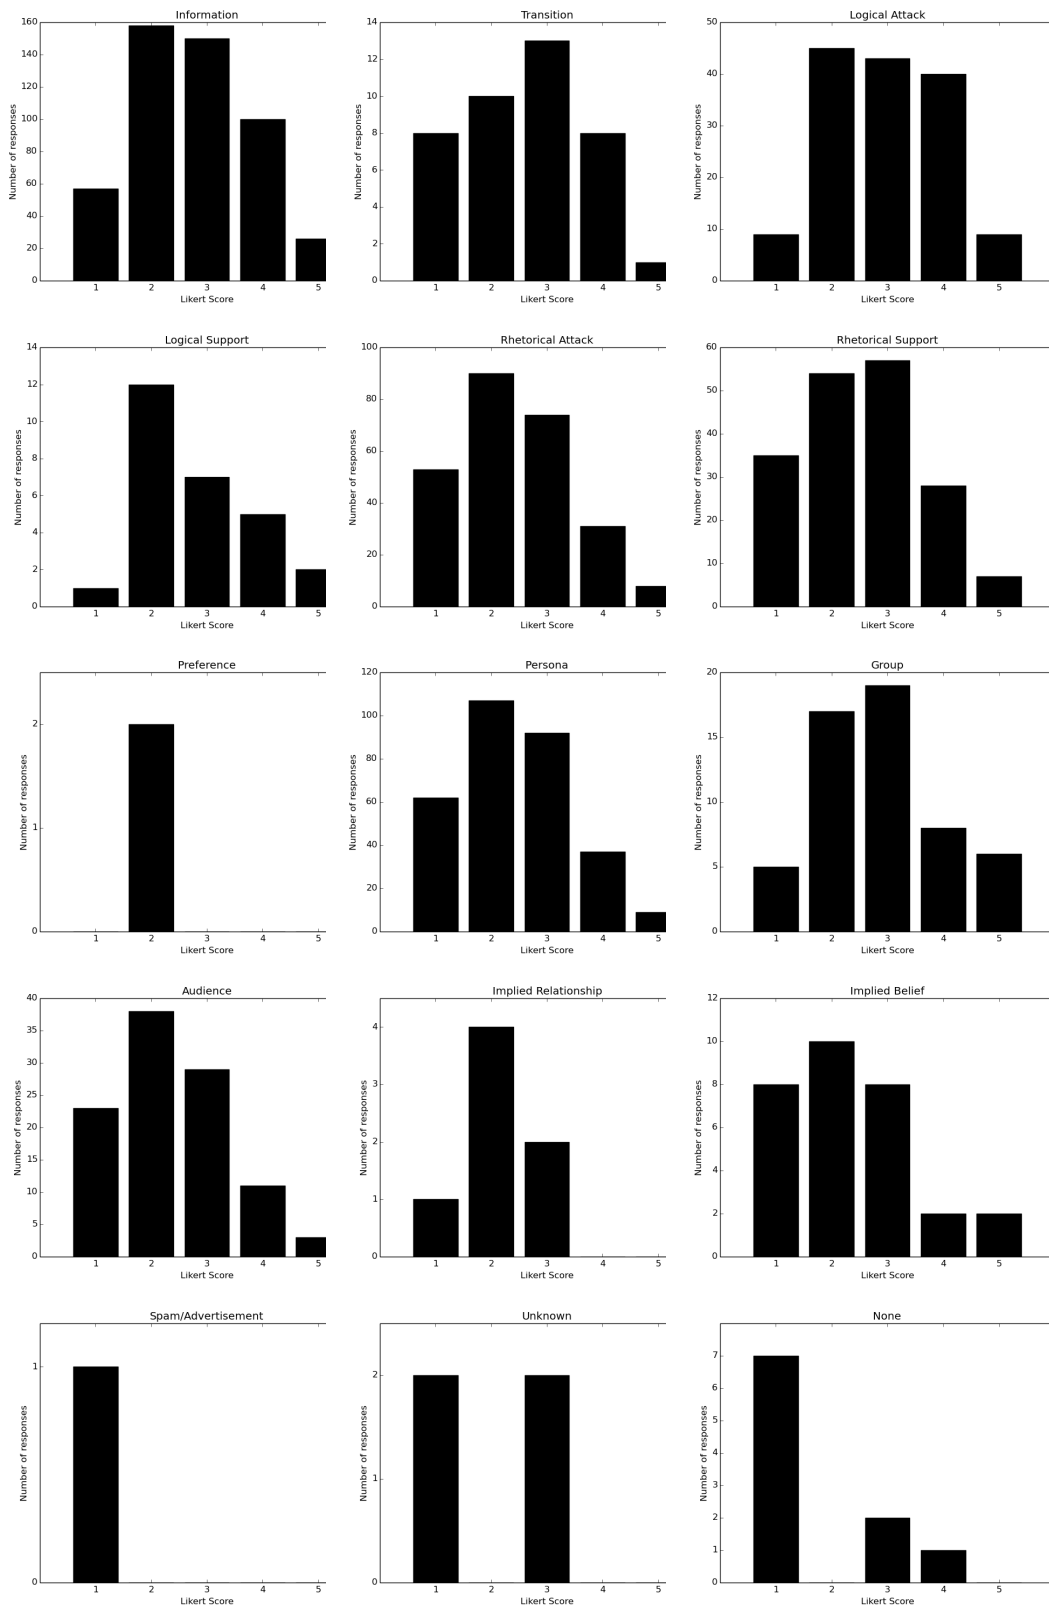 Information
Transition
Logical Attack
160
140
120
100
80
60
40
20
0
Number of responses
1 2 3 4 5
Likert Score
14
12
10
8
6
4
2
0
Number of responses
1 2 3 4 5
Likert Score
50
40
30
20
10
0
Number of responses
1 2 3 4 5
Likert Score
Logical Support
Rhetorical Attack
Rhetorical Support
14
12
10
8
6
4
2
0
Number of responses
1 2 3 4 5
Likert Score
100
80
60
40
20
0
Number of responses
1 2 3 4 5
Likert Score
60
50
40
30
20
10
0
Number of responses
1 2 3 4 5
Likert Score
Preference
Persona
Group
2
1
0
Number of responses
1 2 3 4 5
Likert Score
120
100
80
60
40
20
0
Number of responses
1 2 3 4 5
Likert Score
20
15
10
5
0
Number of responses
1 2 3 4 5
Likert Score
Audience
Implied Relationship
Implied Belief
40
35
30
25
20
15
10
5
0
Number of responses
1 2 3 4 5
Likert Score
4
3
2
1
0
Number of responses
1 2 3 4 5
Likert Score
12
10
8
6
4
2
0
Number of responses
1 2 3 4 5
Likert Score
Spam/Advertisement
Unknown
None
1
0
Number of responses
1 2 3 4 5
Likert Score
2
1
0
Number of responses
1 2 3 4 5
Likert Score
7
6
5
4
3
2
1
0
Number of responses
1 2 3 4 5
Likert Score